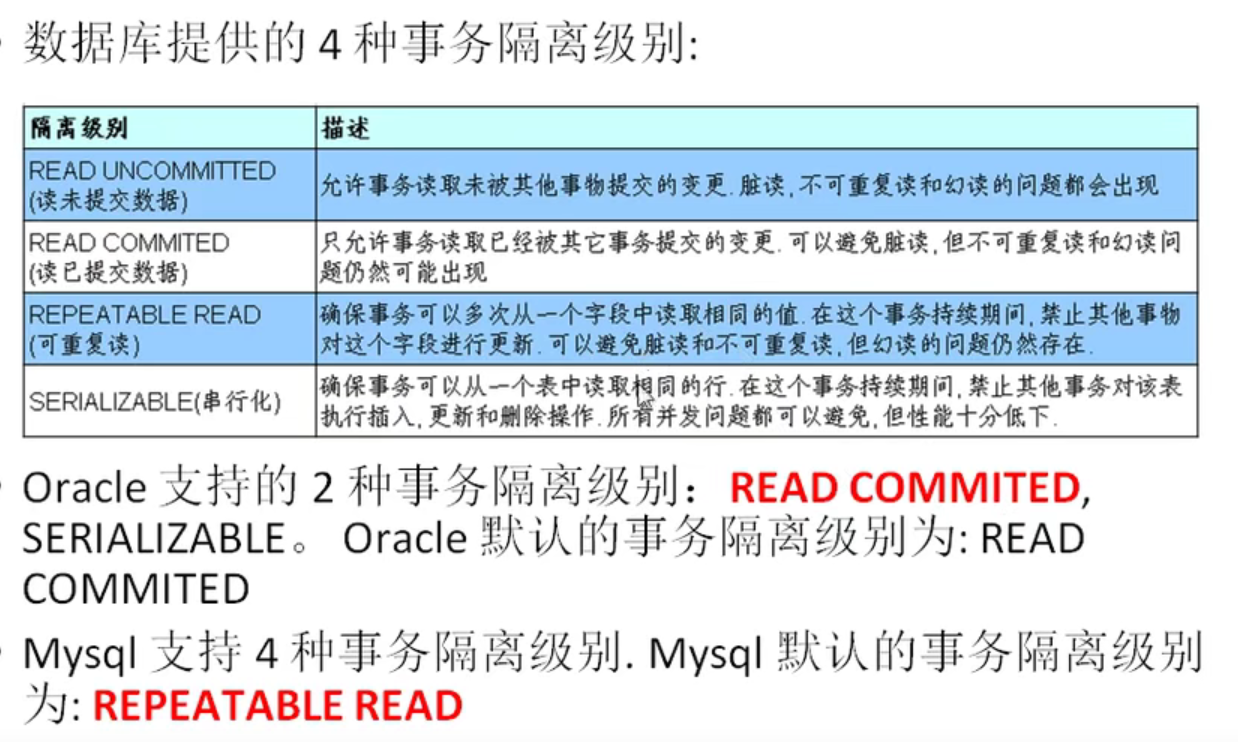 数据库提供的 4 种事务隔离级别:
隔离级别 描述
READ UNCOMMITTED
(读未提交数据)
允许事务读取未被其他事物提交的变更.脏读,不可重复读和幻读的问题都会出现
READ COMMITED
(读已提交数据)
只允许事务读取已经被其它事务提交的变更.可以避免脏读,但不可重复读和幻读问
题仍然可能出现
REPEATABLE READ
(可重复读)
确保事务可以多次从一个字段中读取相同的值.在这个事务持续期间,禁止其他事物
对这个字段进行更新.可以避免脏读和不可重复读,但幻读的问题仍然存在.
SERIALIZABLE(串行化)
确保事务可以从一个表中读取相同的行.在这个事务持续期间,禁止其他事务对该表
执行插入,更新和删除操作.所有并发问题都可以避免,但性能十分低下.
Oracle 支持的 2 种事务隔离级别：READ COMMITED,
SERIALIZABLE。 Oracle 默认的事务隔离级别为: READ
COMMITED
Mysql 支持 4 种事务隔离级别. Mysql 默认的事务隔离级别
为: REPEATABLE READ